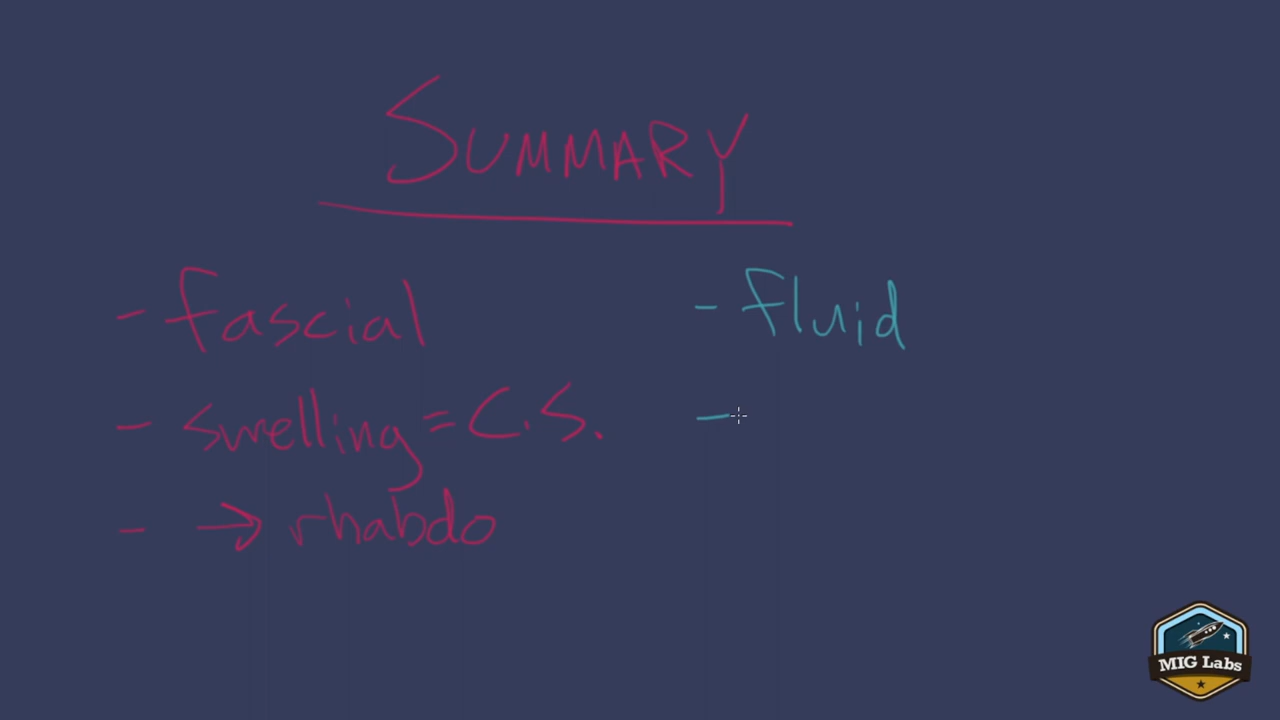 SUMMARY
- fascial
- swelling = C.S.
- → rhabdo
- fluid
-
MIG Labs